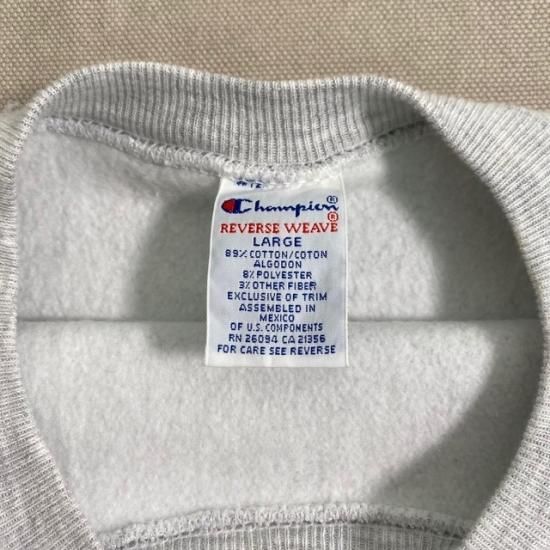 Champion®
REVERSE WEAVE®
LARGE
89% COTTON/COTON
ALGODON
8% POLYESTER
3% OTHER FIBER
EXCLUSIVE OF TRIM
ASSEMBLED IN
MEXICO
OF U.S. COMPONENTS
RN 26094 CA 21356
FOR CARE SEE REVERSE